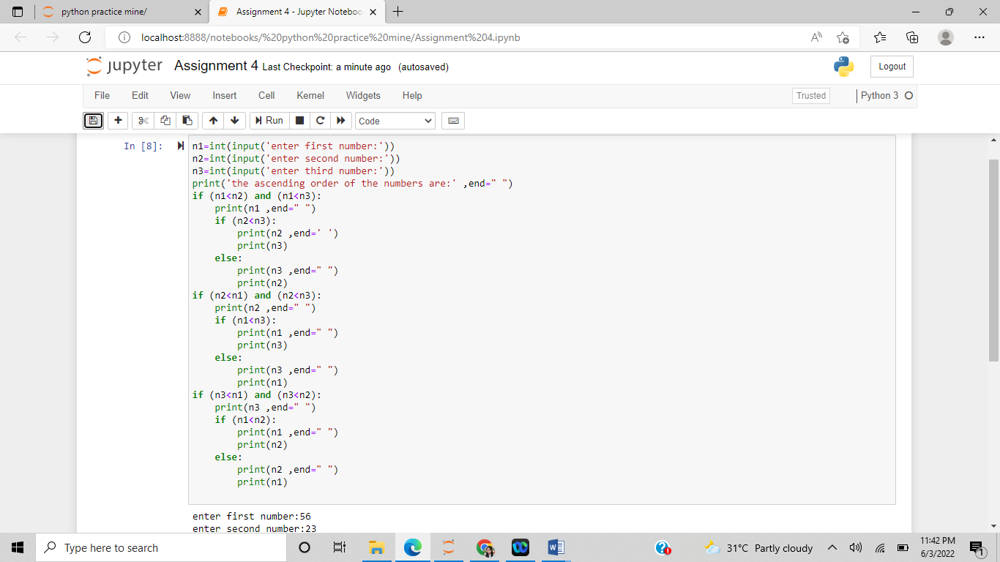 python practice mine/
Assignment 4 - Jupyter Noteboo
localhost:8888/notebooks/%20python%20practice%20mine/Assignment%204.ipynb
jupyter Assignment 4 Last Checkpoint: a minute ago (autosaved)
Logout
File Edit View Insert Cell Kernel Widgets Help
Trusted
Python 3
Run
Code
In [8]:
n1=int(input('enter first number:'))
n2=int(input('enter second number:'))
n3=int(input('enter third number:'))
print('the ascending order of the numbers are:' ,end=" ")
if (n1<n2) and (n1<n3):
    print(n1 ,end=" ")
    if (n2<n3):
        print(n2 ,end=' ')
        print(n3)
    else:
        print(n3 ,end=" ")
        print(n2)
if (n2<n1) and (n2<n3):
    print(n2 ,end=" ")
    if (n1<n3):
        print(n1 ,end=" ")
        print(n3)
    else:
        print(n3 ,end=" ")
        print(n1)
if (n3<n1) and (n3<n2):
    print(n3 ,end=" ")
    if (n1<n2):
        print(n1 ,end=" ")
        print(n2)
    else:
        print(n2 ,end=" ")
        print(n1)
enter first number:56
enter second number:23
Type here to search
31°C Partly cloudy
11:42 PM
6/3/2022
1